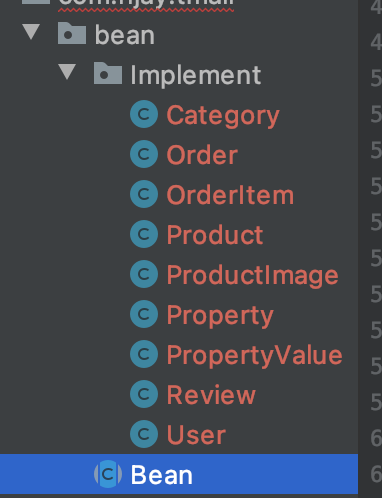 bean
Implement
Category
Order
OrderItem
Product
ProductImage
Property
PropertyValue
Review
User
Bean